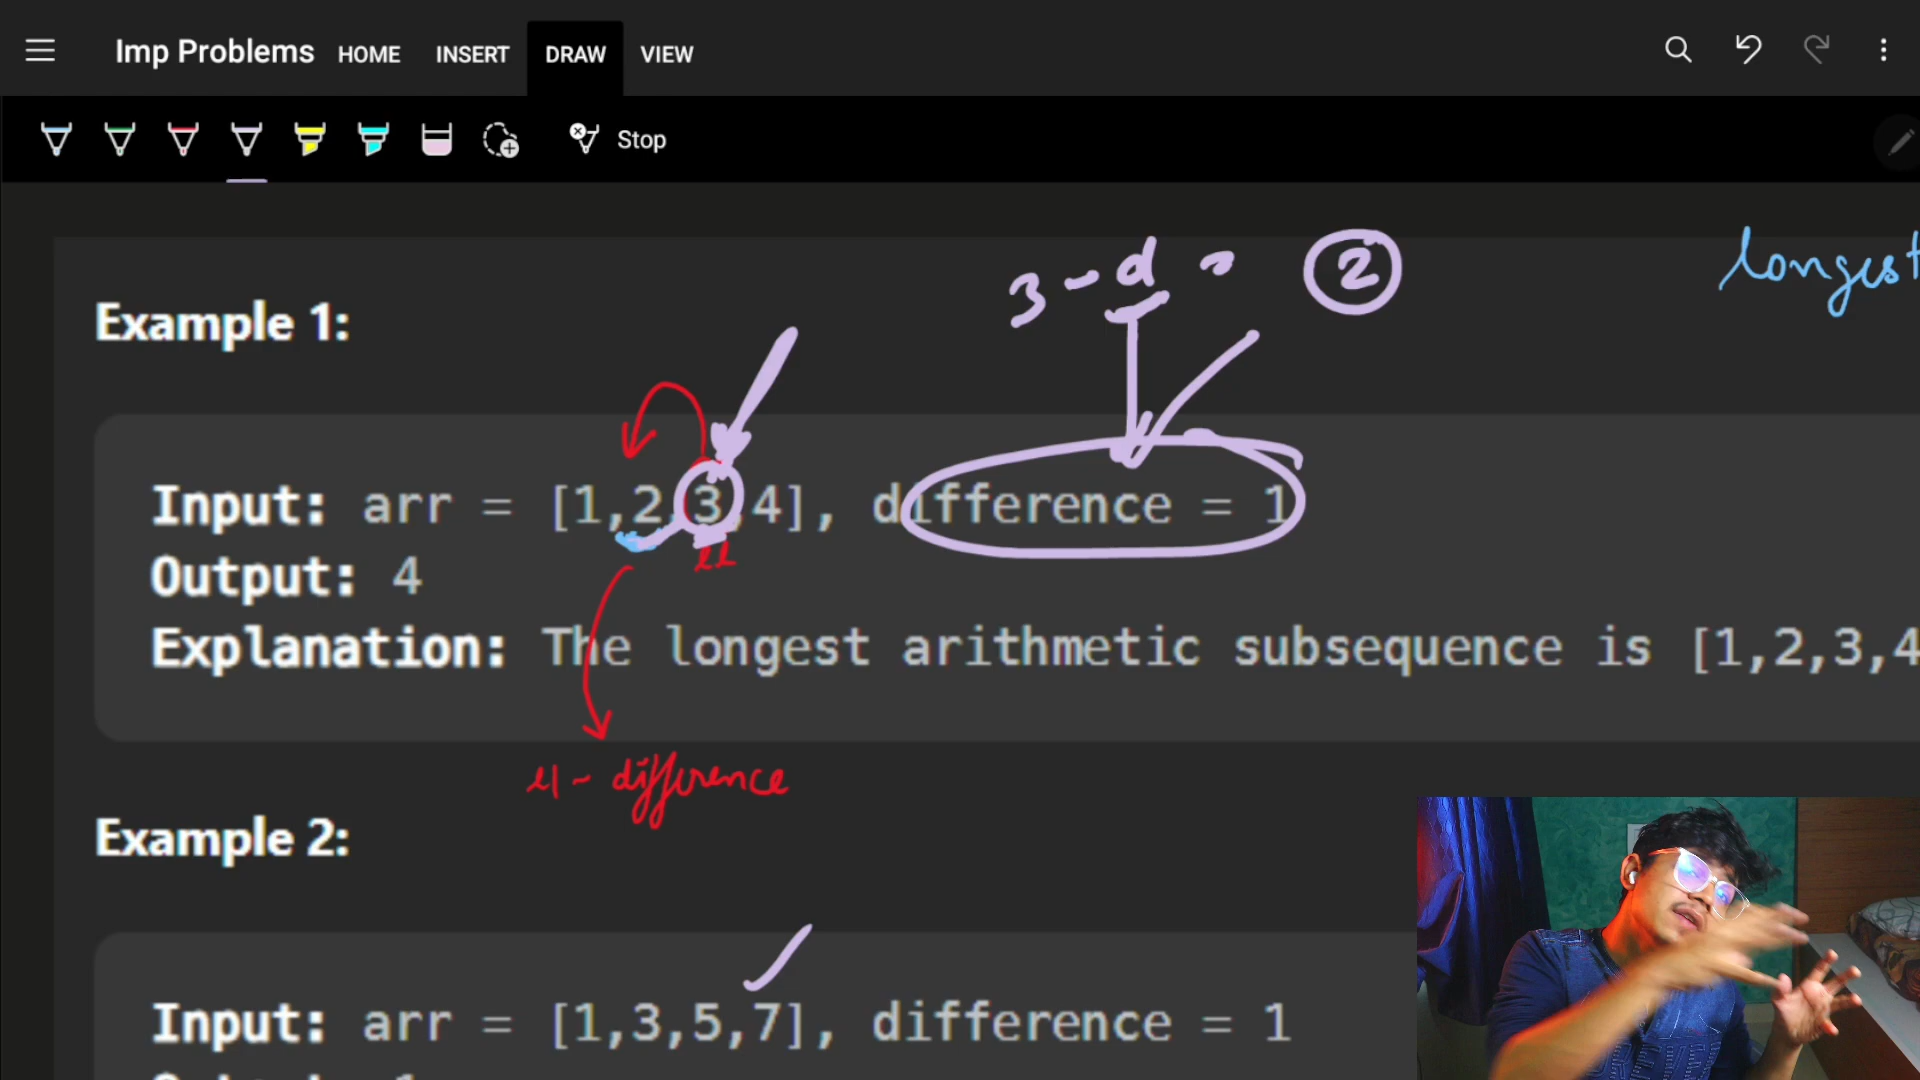 Imp Problems HOME INSERT DRAW VIEW
Stop
3 - d = 2
longest
Example 1:
Input: arr = [1,2,3,4], difference = 1
el
Output: 4
Explanation: The longest arithmetic subsequence is [1,2,3,4
el - difference
Example 2:
Input: arr = [1,3,5,7], difference = 1